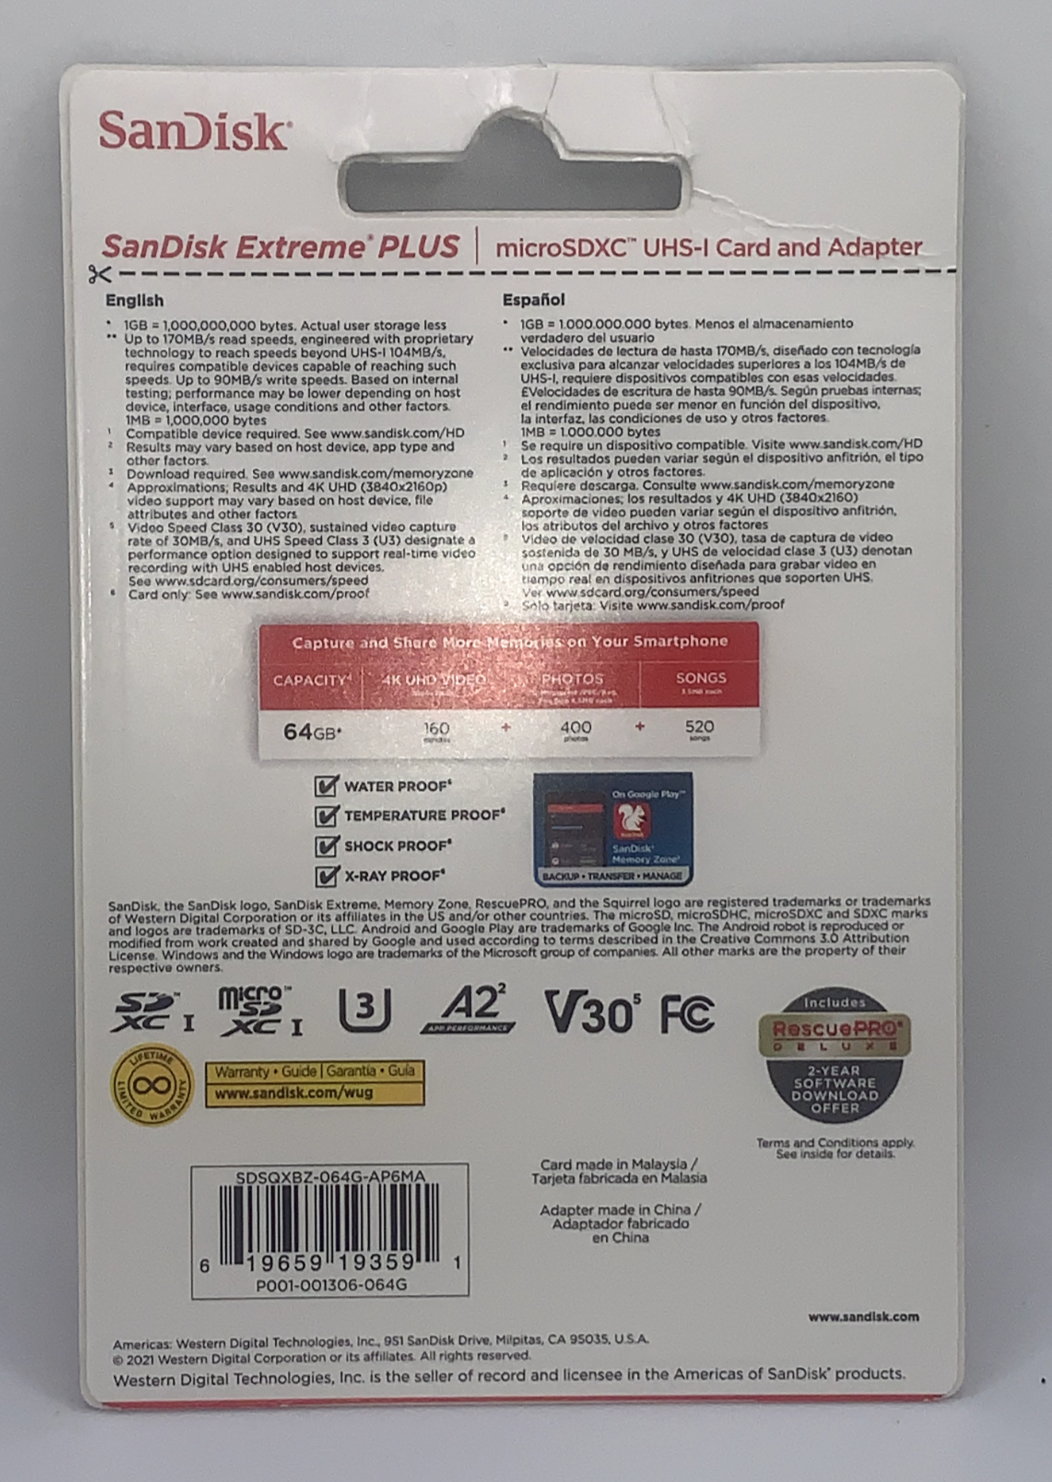 SanDisk®
SanDisk Extreme® PLUS | microSDXC™ UHS-I Card and Adapter
English
* 1GB = 1,000,000,000 bytes. Actual user storage less
** Up to 170MB/s read speeds, engineered with proprietary
technology to reach speeds beyond UHS-I 104MB/s,
requires compatible devices capable of reaching such
speeds. Up to 90MB/s write speeds. Based on internal
testing; performance may be lower depending on host
device, interface, usage conditions and other factors.
1MB = 1,000,000 bytes
1 Compatible device required. See www.sandisk.com/HD
2 Results may vary based on host device, app type and
other factors.
3 Download required. See www.sandisk.com/memoryzone
4 Approximations; Results and 4K UHD (3840x2160p)
video support may vary based on host device, file
attributes and other factors
5 Video Speed Class 30 (V30), sustained video capture
rate of 30MB/s, and UHS Speed Class 3 (U3) designate a
performance option designed to support real-time video
recording with UHS enabled host devices.
See www.sdcard.org/consumers/speed
6 Card only: See www.sandisk.com/proof
Español
* 1GB = 1.000.000.000 bytes. Menos el almacenamiento
verdadero del usuario
** Velocidades de lectura de hasta 170MB/s, diseñado con tecnología
exclusiva para alcanzar velocidades superiores a los 104MB/s de
UHS-I, requiere dispositivos compatibles con esas velocidades.
EVelocidades de escritura de hasta 90MB/s. Según pruebas internas;
el rendimiento puede ser menor en función del dispositivo,
la interfaz, las condiciones de uso y otros factores.
1MB = 1.000.000 bytes
1 Se require un dispositivo compatible. Visite www.sandisk.com/HD
2 Los resultados pueden variar según el dispositivo anfitrión, el tipo
de aplicación y otros factores.
3 Requiere descarga. Consulte www.sandisk.com/memoryzone
4 Aproximaciones; los resultados y 4K UHD (3840x2160)
soporte de video pueden variar según el dispositivo anfitrión,
los atributos del archivo y otros factores
Video de velocidad clase 30 (V30), tasa de captura de video
sostenida de 30 MB/s, y UHS de velocidad clase 3 (U3) denotan
una opción de rendimiento diseñada para grabar video en
tiempo real en dispositivos anfitriones que soporten UHS.
Ver www.sdcard.org/consumers/speed
Solo tarjeta: Visite www.sandisk.com/proof
Capture and Share More Memories on Your Smartphone
CAPACITY⁴ 4K UHD VIDEO PHOTOS SONGS
3.5MB each
64GB* 160 + 400 + 520
minutes photos songs
WATER PROOF⁶
TEMPERATURE PROOF⁶
SHOCK PROOF⁶
X-RAY PROOF⁶
On Google Play™
SanDisk®
Memory Zone³
BACKUP • TRANSFER • MANAGE
SanDisk, the SanDisk logo, SanDisk Extreme, Memory Zone, RescuePRO, and the Squirrel logo are registered trademarks or trademarks
of Western Digital Corporation or its affiliates in the US and/or other countries. The microSD, microSDHC, microSDXC and SDXC marks
and logos are trademarks of SD-3C, LLC. Android and Google Play are trademarks of Google Inc. The Android robot is reproduced or
modified from work created and shared by Google and used according to terms described in the Creative Commons 3.0 Attribution
License. Windows and the Windows logo are trademarks of the Microsoft group of companies. All other marks are the property of their
respective owners.
SD XC I micro SD XC I 3 A2² V30⁵ FC
APP PERFORMANCE
Includes
RescuePRO®
DELUXE
2-YEAR
SOFTWARE
DOWNLOAD
OFFER
Terms and Conditions apply.
See inside for details.
LIFETIME
LIMITED WARRANTY
Warranty • Guide | Garantía • Guía
www.sandisk.com/wug
Card made in Malaysia /
Tarjeta fabricada en Malasia
Adapter made in China /
Adaptador fabricado
en China
SDSQXBZ-064G-AP6MA
6 19659 19359 1
P001-001306-064G
www.sandisk.com
Americas: Western Digital Technologies, Inc., 951 SanDisk Drive, Milpitas, CA 95035, U.S.A.
© 2021 Western Digital Corporation or its affiliates. All rights reserved.
Western Digital Technologies, Inc. is the seller of record and licensee in the Americas of SanDisk® products.